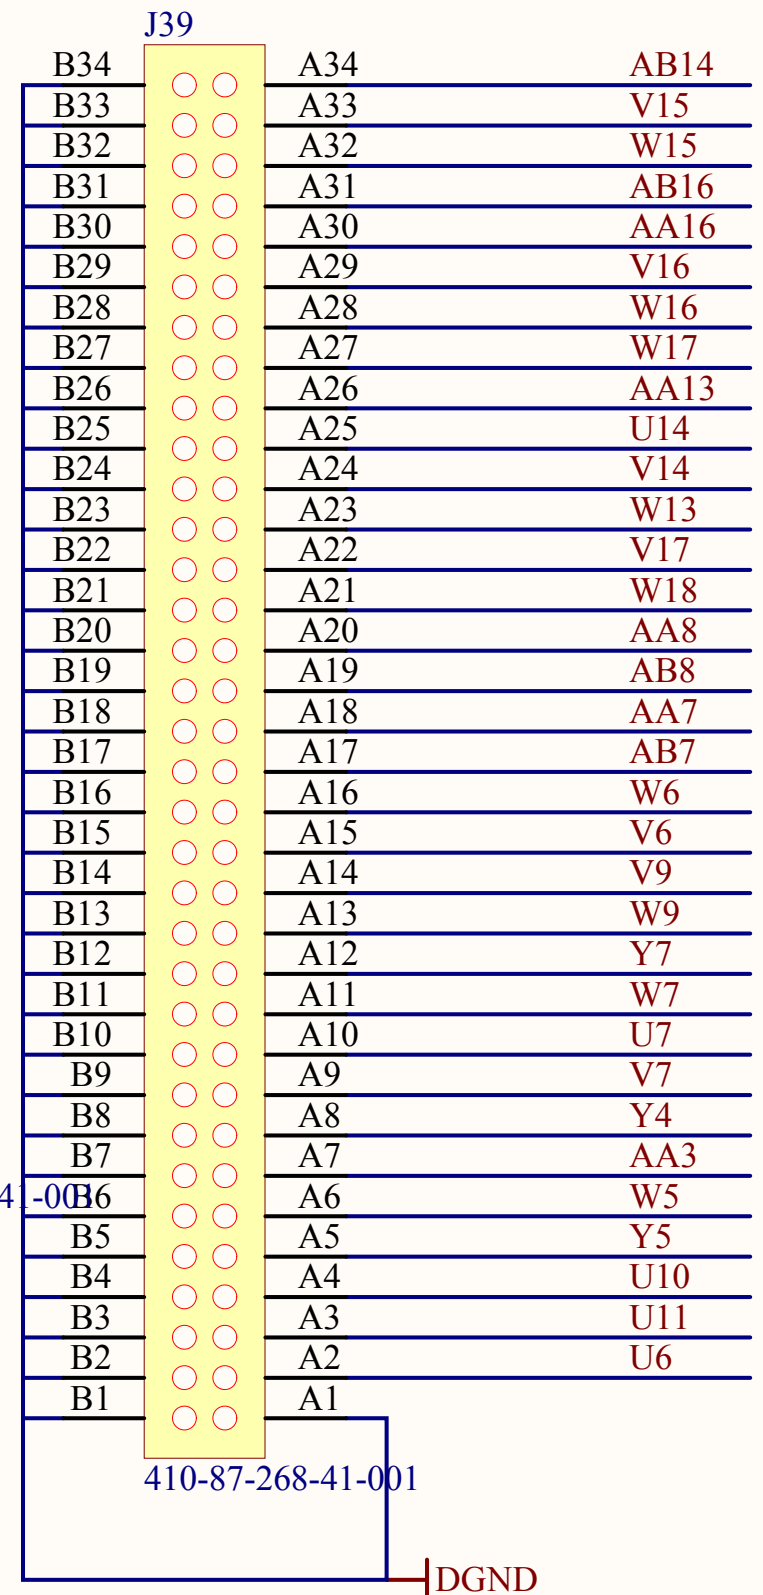 J39
B34 A34 AB14
B33 A33 V15
B32 A32 W15
B31 A31 AB16
B30 A30 AA16
B29 A29 V16
B28 A28 W16
B27 A27 W17
B26 A26 AA13
B25 A25 U14
B24 A24 V14
B23 A23 W13
B22 A22 V17
B21 A21 W18
B20 A20 AA8
B19 A19 AB8
B18 A18 AA7
B17 A17 AB7
B16 A16 W6
B15 A15 V6
B14 A14 V9
B13 A13 W9
B12 A12 Y7
B11 A11 W7
B10 A10 U7
B9 A9 V7
B8 A8 Y4
B7 A7 AA3
41-001 B6 A6 W5
B5 A5 Y5
B4 A4 U10
B3 A3 U11
B2 A2 U6
B1 A1
410-87-268-41-001
DGND